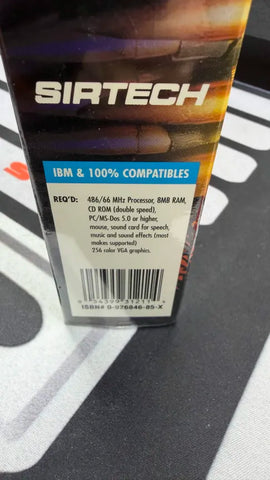 SIRTECH
IBM & 100% COMPATIBLES
REQ'D: 486/66 MHz Processor, 8MB RAM,
CD ROM (double speed),
PC/MS-Dos 5.0 or higher,
mouse, sound card for speech,
music and sound effects (most
makes supported)
256 color VGA graphics.
ISBN# 0-926846-85-X